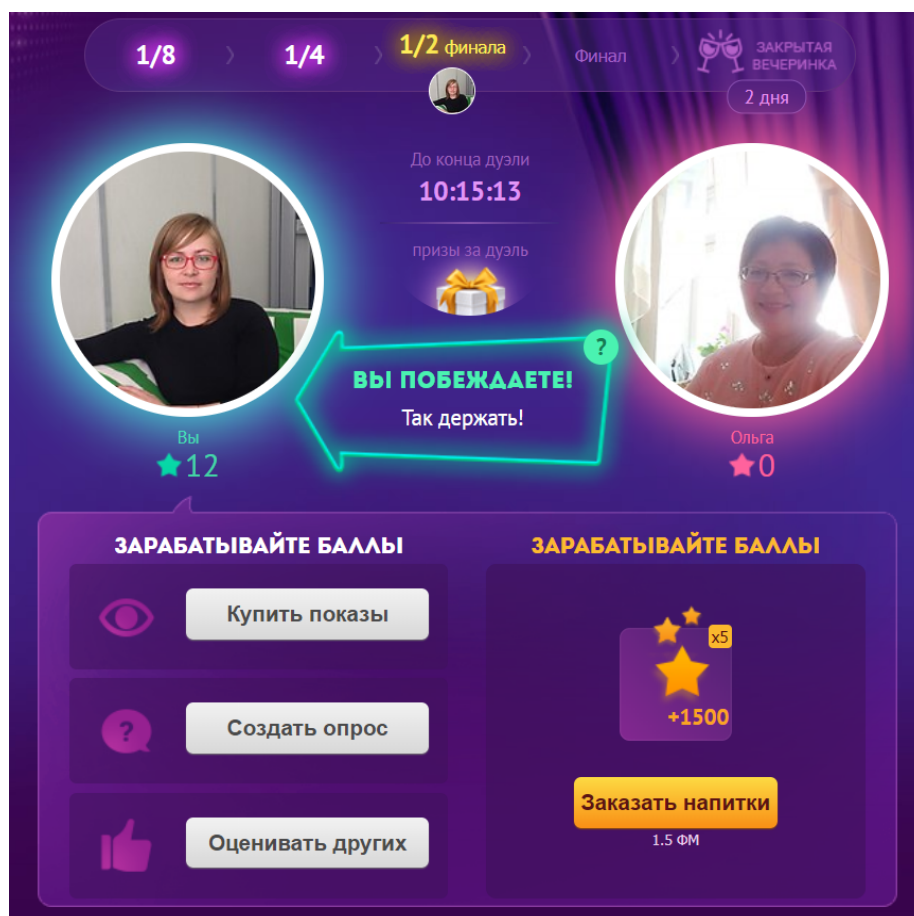 1/8
1/4
1/2 финала
Финал
ЗАКРЫТАЯ
ВЕЧЕРИНКА
2 дня
До конца дуэли
10:15:13
призы за дуэль
?
ВЫ ПОБЕЖДАЕТЕ!
Так держать!
Вы
12
Ольга
0
ЗАРАБАТЫВАЙТЕ БАЛЛЫ
Купить показы
?
Создать опрос
Оценивать других
ЗАРАБАТЫВАЙТЕ БАЛЛЫ
x5
+1500
Заказать напитки
1.5 ФМ